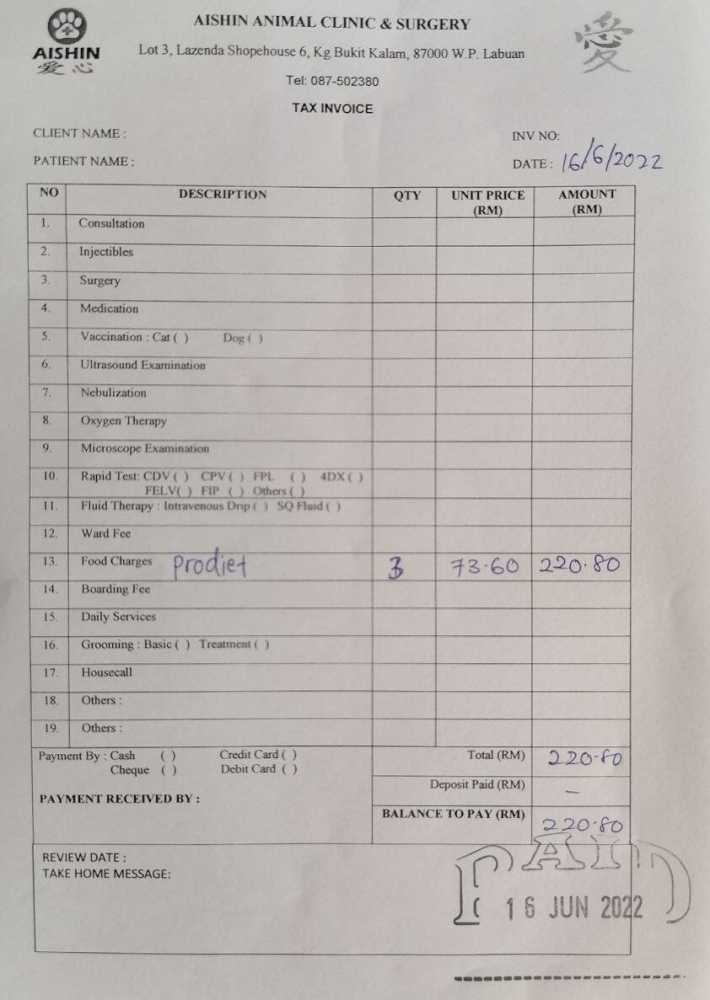 AISHIN ANIMAL CLINIC & SURGERY
愛
AISHIN
爱心
Lot 3, Lazenda Shopehouse 6, Kg Bukit Kalam, 87000 W.P. Labuan
Tel: 087-502380
TAX INVOICE
CLIENT NAME :
INV NO:
PATIENT NAME :
DATE : 16/6/2022
NO DESCRIPTION QTY UNIT PRICE (RM) AMOUNT (RM)
1. Consultation
2. Injectibles
3. Surgery
4. Medication
5. Vaccination : Cat ( ) Dog ( )
6. Ultrasound Examination
7. Nebulization
8. Oxygen Therapy
9. Microscope Examination
10. Rapid Test: CDV ( ) CPV ( ) FPL ( ) 4DX ( )
FELV( ) FIP ( ) Others ( )
11. Fluid Therapy : Intravenous Drip ( ) SQ Fluid ( )
12. Ward Fee
13. Food Charges Prodiet 3 73.60 220.80
14. Boarding Fee
15. Daily Services
16. Grooming : Basic ( ) Treatment ( )
17. Housecall
18. Others :
19. Others :
Payment By : Cash ( ) Credit Card ( ) Total (RM) 220.80
Cheque ( ) Debit Card ( )
Deposit Paid (RM) –
PAYMENT RECEIVED BY :
BALANCE TO PAY (RM) 220.80
REVIEW DATE :
TAKE HOME MESSAGE:
PAID
16 JUN 2022